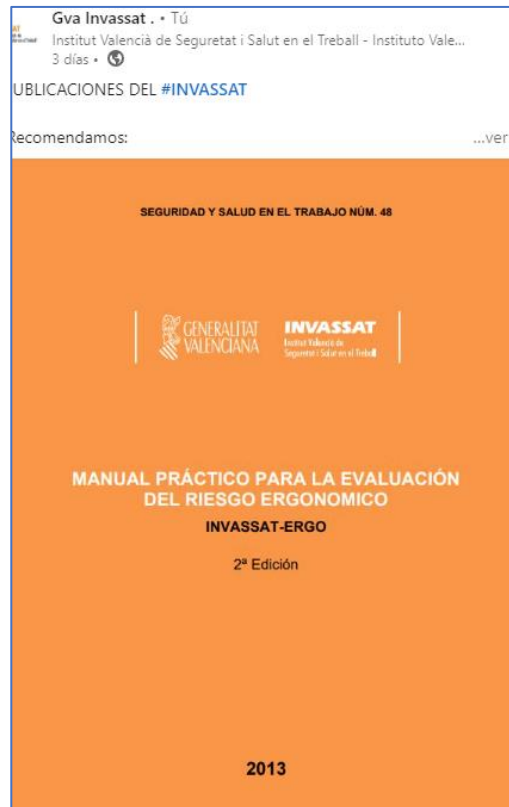 Gva Invassat . • Tú
Institut Valencià de Seguretat i Salut en el Treball - Instituto Vale...
3 días •
UBLICACIONES DEL #INVASSAT
Recomendamos:
...ver
SEGURIDAD Y SALUD EN EL TRABAJO NÚM. 48
GENERALITAT
VALENCIANA
INVASSAT
Institut Valencià de
Seguretat i Salut en el Treball
MANUAL PRÁCTICO PARA LA EVALUACIÓN
DEL RIESGO ERGONOMICO
INVASSAT-ERGO
2ª Edición
2013